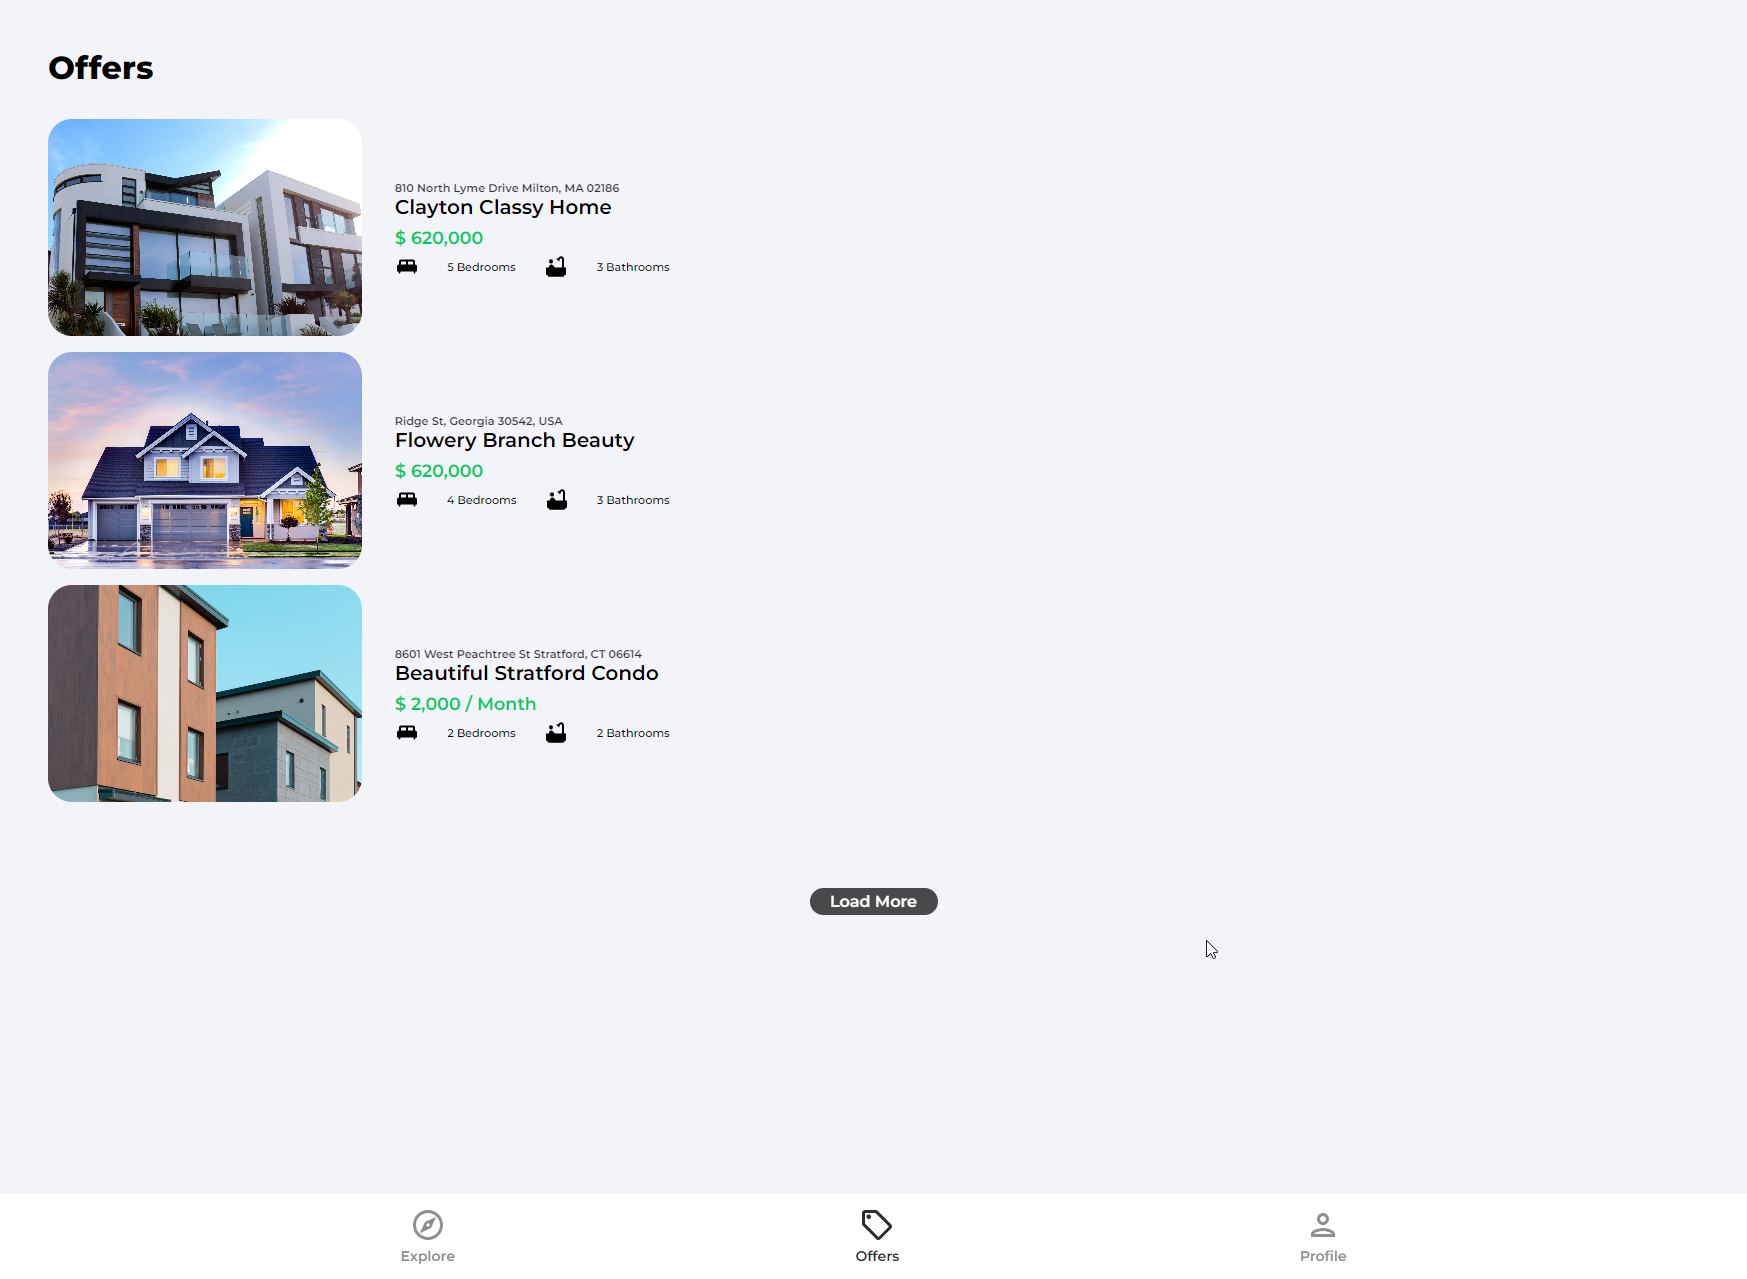 Offers
810 North Lyme Drive Milton, MA 02186
Clayton Classy Home
$ 620,000
5 Bedrooms 3 Bathrooms
Ridge St, Georgia 30542, USA
Flowery Branch Beauty
$ 620,000
4 Bedrooms 3 Bathrooms
8601 West Peachtree St Stratford, CT 06614
Beautiful Stratford Condo
$ 2,000 / Month
2 Bedrooms 2 Bathrooms
Load More
Explore Offers Profile